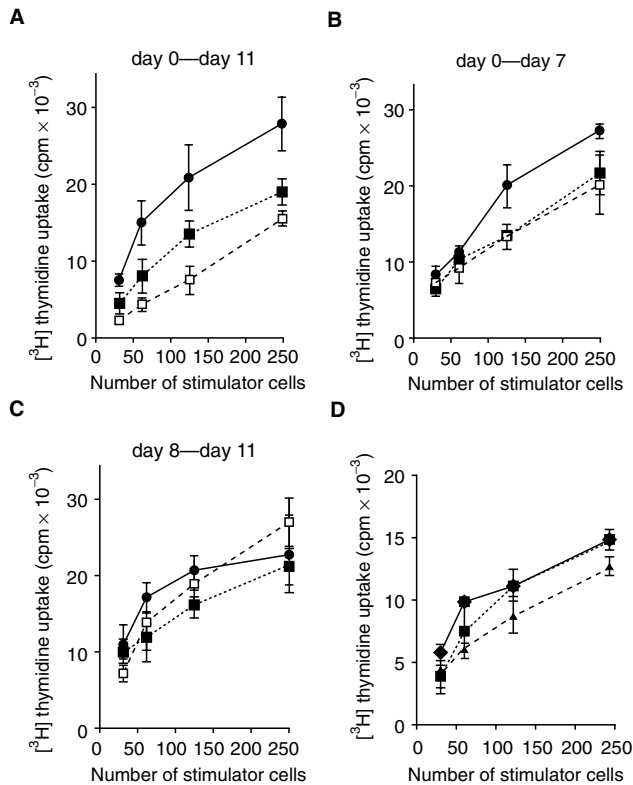 A
day 0—day 11
[³H] thymidine uptake (cpm × 10⁻³)
30
20
10
0
0 50 100 150 200 250
Number of stimulator cells
B
day 0—day 7
[³H] thymidine uptake (cpm × 10⁻³)
30
20
10
0
0 50 100 150 200 250
Number of stimulator cells
C
day 8—day 11
[³H] thymidine uptake (cpm × 10⁻³)
30
20
10
0
0 50 100 150 200 250
Number of stimulator cells
D
[³H] thymidine uptake (cpm × 10⁻³)
20
15
10
5
0
0 50 100 150 200 250
Number of stimulator cells